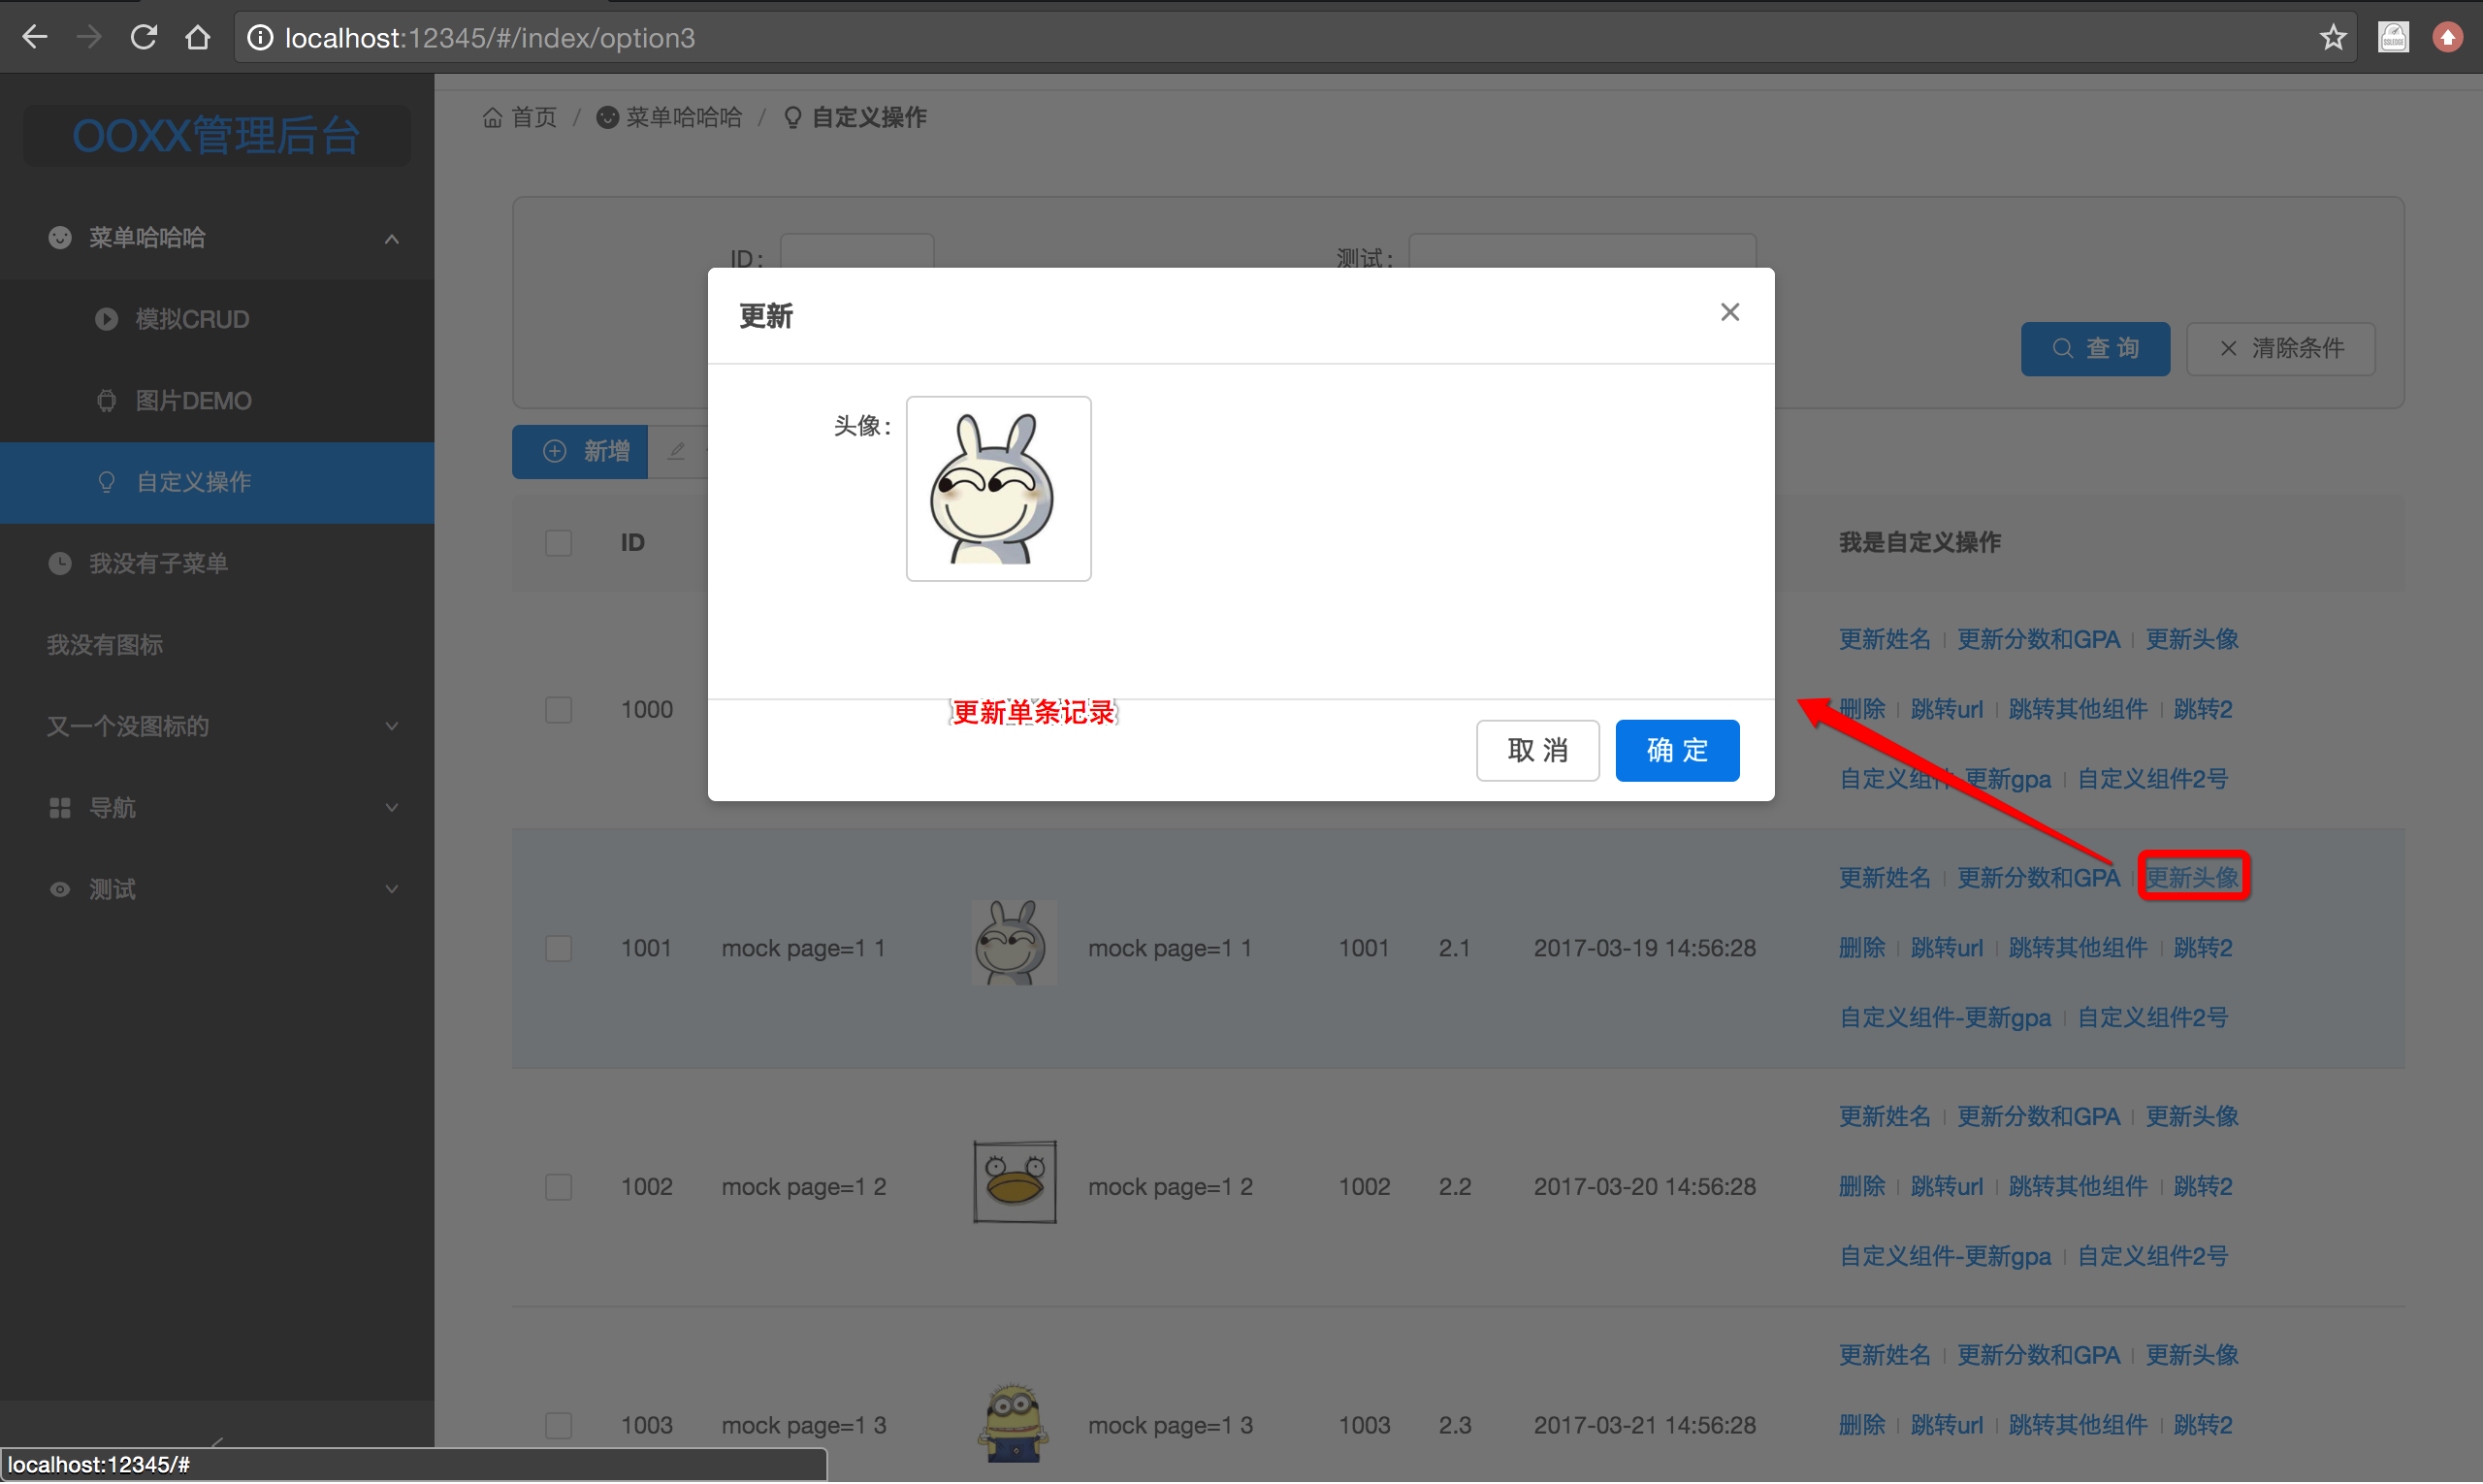 localhost:12345/#/index/option3
OOXX管理后台
首页 / 菜单哈哈哈 / 自定义操作
菜单哈哈哈
模拟CRUD
图片DEMO
自定义操作
我没有子菜单
我没有图标
又一个没图标的
导航
测试
ID:
测试:
查 询
清除条件
新增
更新
头像:
更新单条记录
取 消
确 定
ID
我是自定义操作
更新姓名 | 更新分数和GPA | 更新头像
1000
删除 | 跳转url | 跳转其他组件 | 跳转2
自定义组件-更新gpa | 自定义组件2号
更新姓名 | 更新分数和GPA | 更新头像
1001 mock page=1 1 mock page=1 1 1001 2.1 2017-03-19 14:56:28 删除 | 跳转url | 跳转其他组件 | 跳转2
自定义组件-更新gpa | 自定义组件2号
更新姓名 | 更新分数和GPA | 更新头像
1002 mock page=1 2 mock page=1 2 1002 2.2 2017-03-20 14:56:28 删除 | 跳转url | 跳转其他组件 | 跳转2
自定义组件-更新gpa | 自定义组件2号
更新姓名 | 更新分数和GPA | 更新头像
1003 mock page=1 3 mock page=1 3 1003 2.3 2017-03-21 14:56:28 删除 | 跳转url | 跳转其他组件 | 跳转2
localhost:12345/#